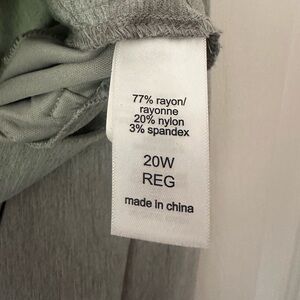 77% rayon/
rayonne
20% nylon
3% spandex
20W
REG
made in china